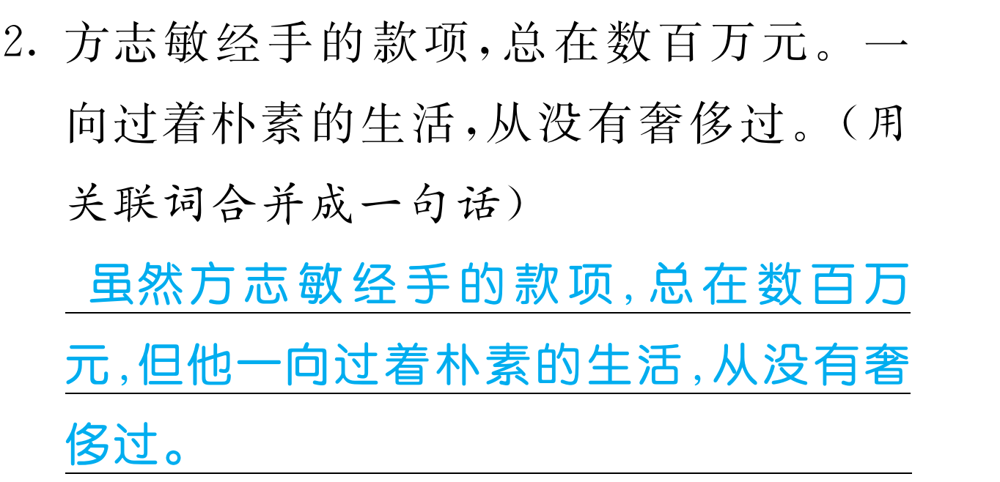 2. 方志敏经手的款项,总在数百万元。一
向过着朴素的生活,从没有奢侈过。(用
关联词合并成一句话)
虽然方志敏经手的款项,总在数百万
元,但他一向过着朴素的生活,从没有奢
侈过。